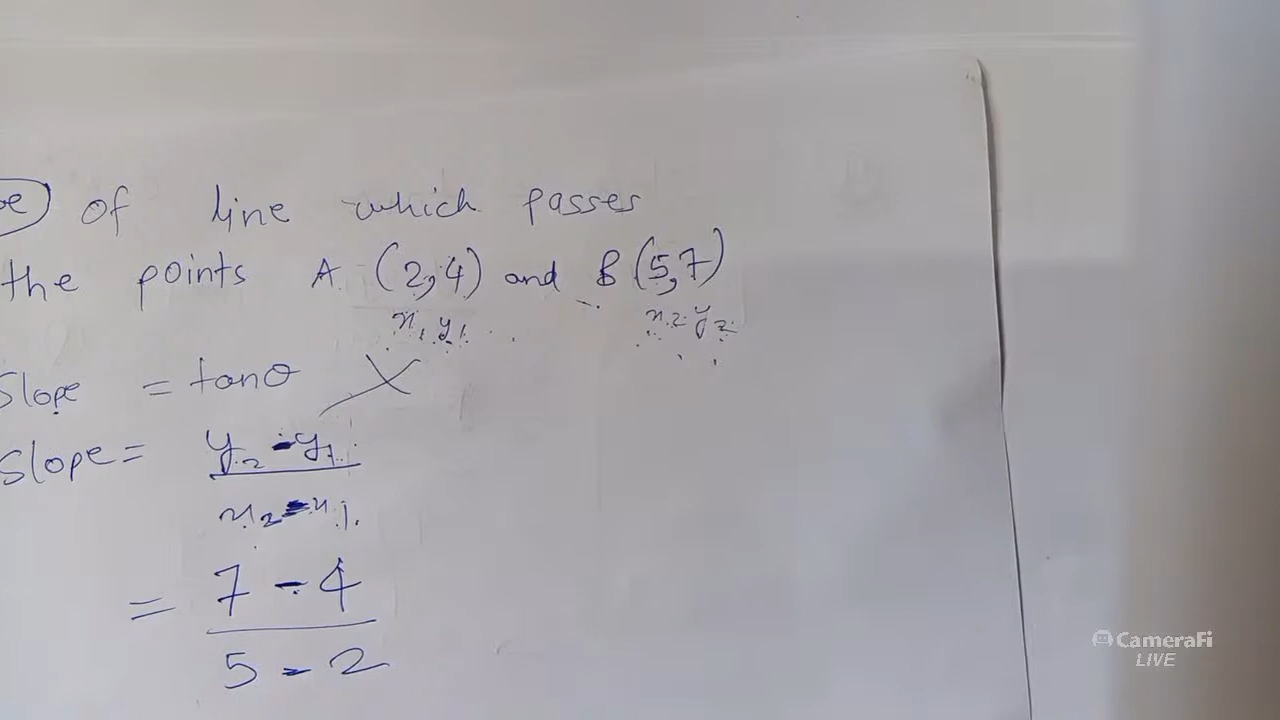 of line which passes
the points A (2,4) and B (5,7)
x₁ y₁ x₂ y₂
Slope = tanθ
Slope = y₂ - y₁
x₂ - x₁
= 7 - 4
5 - 2
CameraFi
LIVE